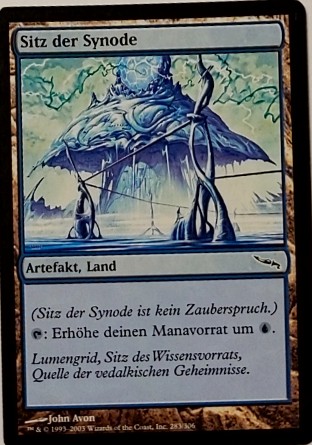 Sitz der Synode
Artefakt, Land
(Sitz der Synode ist kein Zauberspruch.)
: Erhöhe deinen Manavorrat um .
Lumengrid, Sitz des Wissensvorrats,
Quelle der vedalkischen Geheimnisse.
John Avon
™ & © 1993-2003 Wizards of the Coast, Inc. 283/306